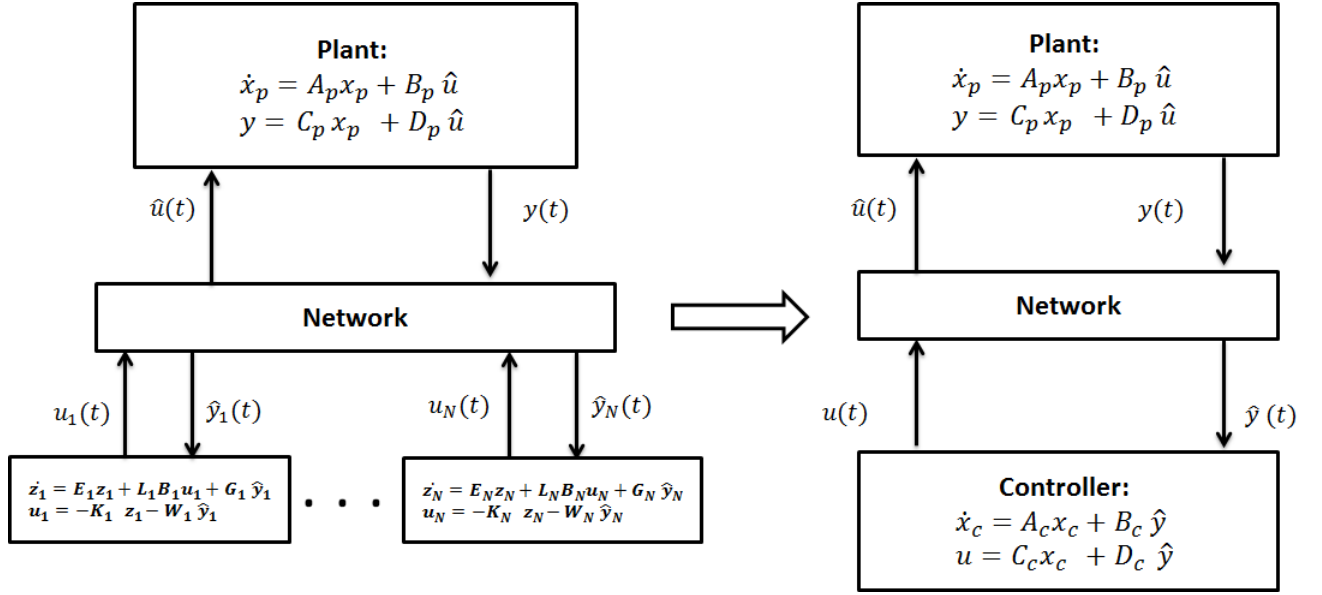 Plant:
ẋ_p = A_p x_p + B_p û
y = C_p x_p + D_p û
û(t)
y(t)
Network
u_1(t)
ŷ_1(t)
u_N(t)
ŷ_N(t)
ż_1 = E_1 z_1 + L_1 B_1 u_1 + G_1 ŷ_1
u_1 = −K_1 z_1 − W_1 ŷ_1
. . .
ż_N = E_N z_N + L_N B_N u_N + G_N ŷ_N
u_N = −K_N z_N − W_N ŷ_N
Plant:
ẋ_p = A_p x_p + B_p û
y = C_p x_p + D_p û
û(t)
y(t)
Network
u(t)
ŷ (t)
Controller:
ẋ_c = A_c x_c + B_c ŷ
u = C_c x_c + D_c ŷ